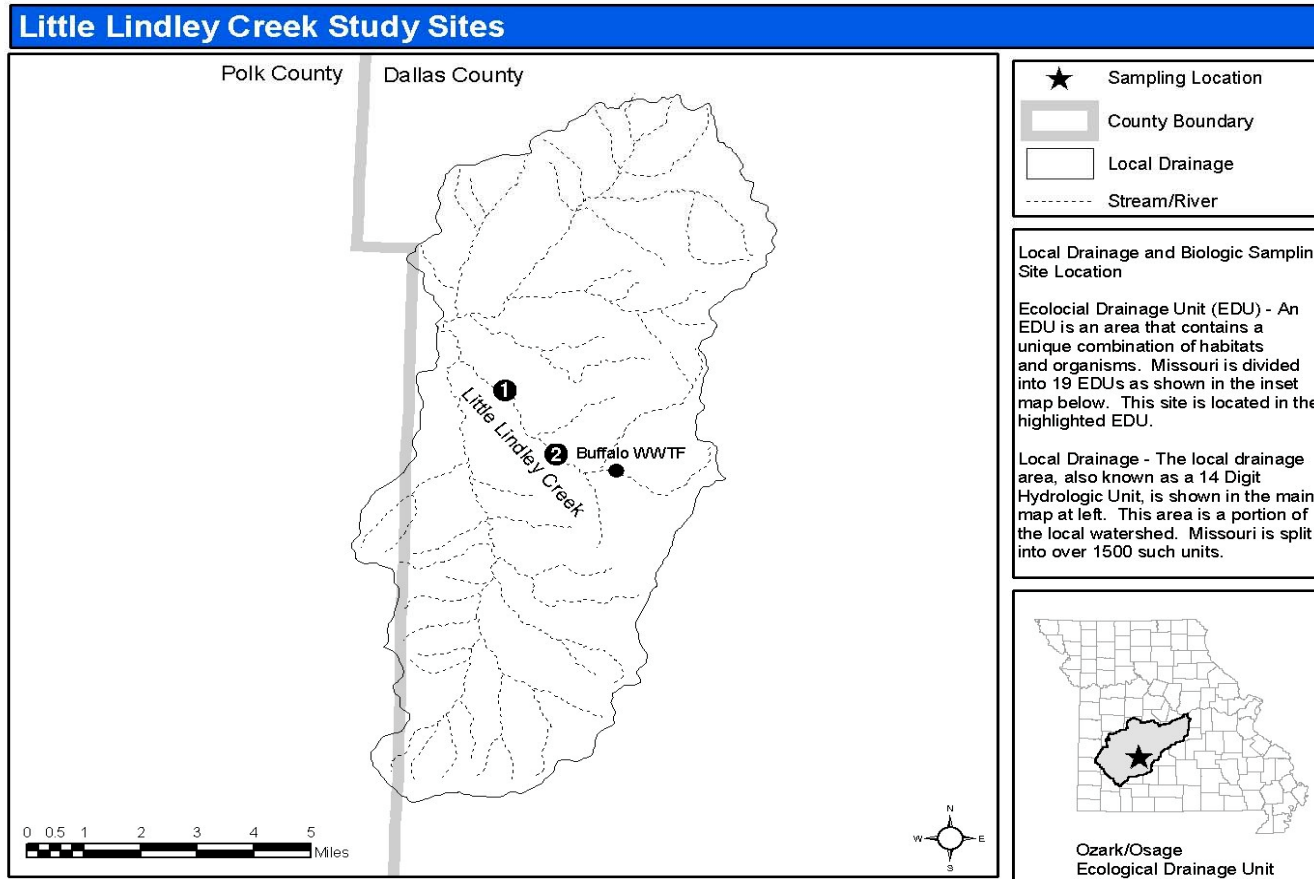 Little Lindley Creek Study Sites
Polk County
Dallas County
1
Little Lindley Creek
2
Buffalo WWTF
0 0.5 1 2 3 4 5
Miles
N
W E
S
Sampling Location
County Boundary
Local Drainage
Stream/River
Local Drainage and Biologic Samplin
Site Location
Ecolocial Drainage Unit (EDU) - An
EDU is an area that contains a
unique combination of habitats
and organisms. Missouri is divided
into 19 EDUs as shown in the inset
map below. This site is located in the
highlighted EDU.
Local Drainage - The local drainage
area, also known as a 14 Digit
Hydrologic Unit, is shown in the main
map at left. This area is a portion of
the local watershed. Missouri is split
into over 1500 such units.
Ozark/Osage
Ecological Drainage Unit